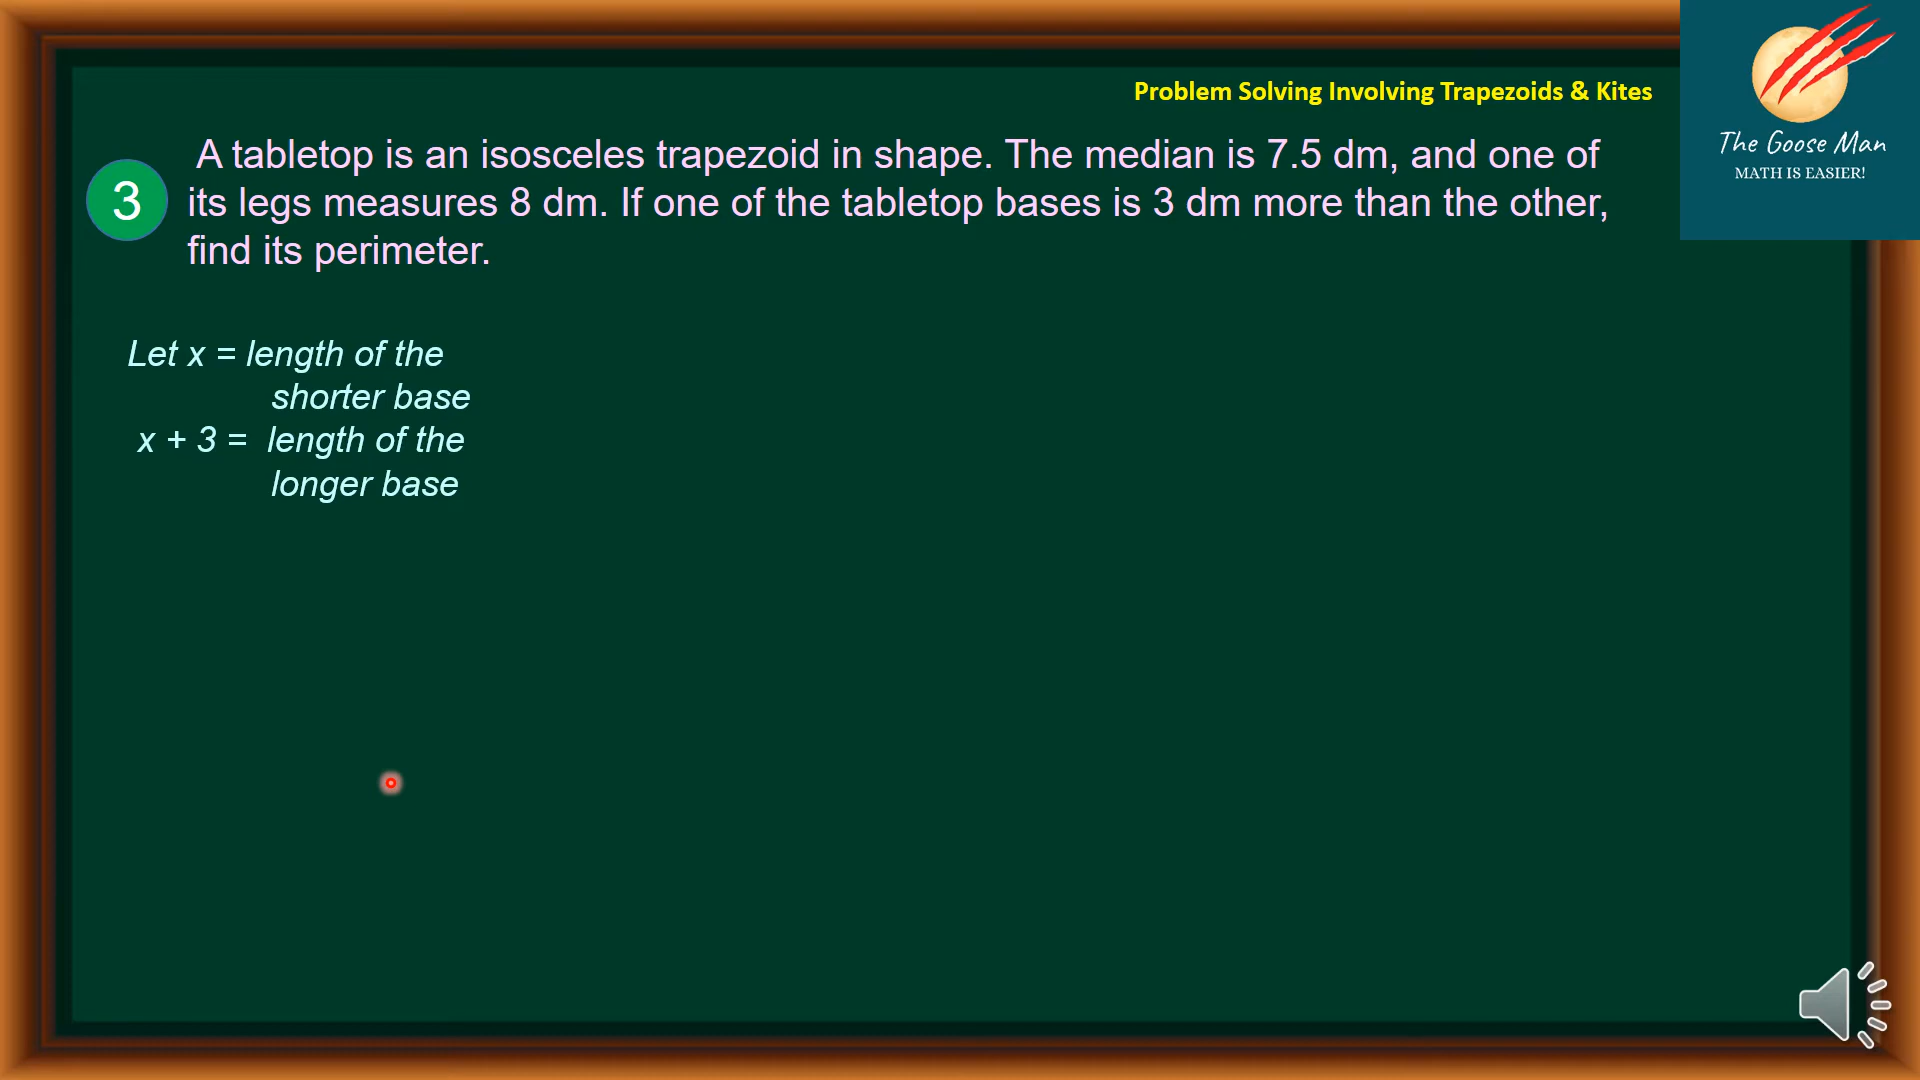 Problem Solving Involving Trapezoids & Kites
The Goose Man
MATH IS EASIER!
3
A tabletop is an isosceles trapezoid in shape. The median is 7.5 dm, and one of
its legs measures 8 dm. If one of the tabletop bases is 3 dm more than the other,
find its perimeter.
Let x = length of the
shorter base
x + 3 = length of the
longer base